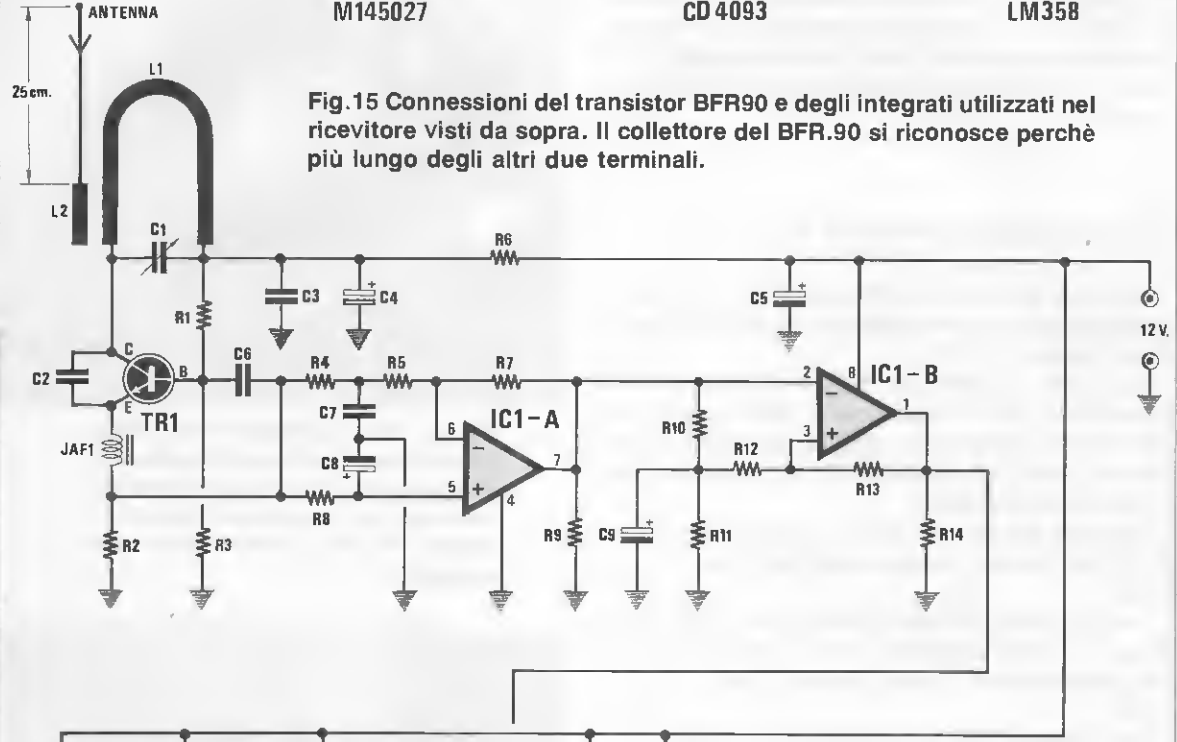 M145027
CD 4093
LM358
ANTENNA
25 cm.
L1
Fig.15 Connessioni del transistor BFR90 e degli integrati utilizzati nel
ricevitore visti da sopra. Il collettore del BFR.90 si riconosce perchè
più lungo degli altri due terminali.
L2
C1
R6
C3
+
C4
C5
+
12 V.
R1
C2
C
B
E
TR1
C6
R4
R5
R7
IC1-A
2
8
IC1-B
−
1
3
+
JAF1
C7
C8
+
6
−
7
5
+
4
R10
R12
R13
R8
R2
R3
R9
C9
+
R11
R14